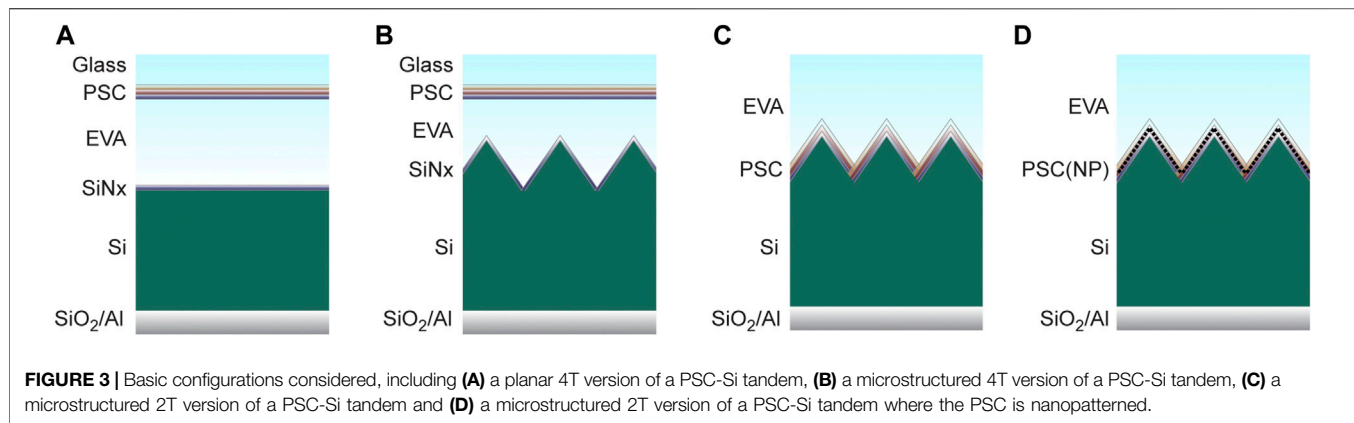 A
Glass
PSC
EVA
SiNx
Si
SiO₂/Al
B
Glass
PSC
EVA
SiNx
Si
SiO₂/Al
C
EVA
PSC
Si
SiO₂/Al
D
EVA
PSC(NP)
Si
SiO₂/Al
FIGURE 3 | Basic configurations considered, including (A) a planar 4T version of a PSC-Si tandem, (B) a microstructured 4T version of a PSC-Si tandem, (C) a
microstructured 2T version of a PSC-Si tandem and (D) a microstructured 2T version of a PSC-Si tandem where the PSC is nanopatterned.